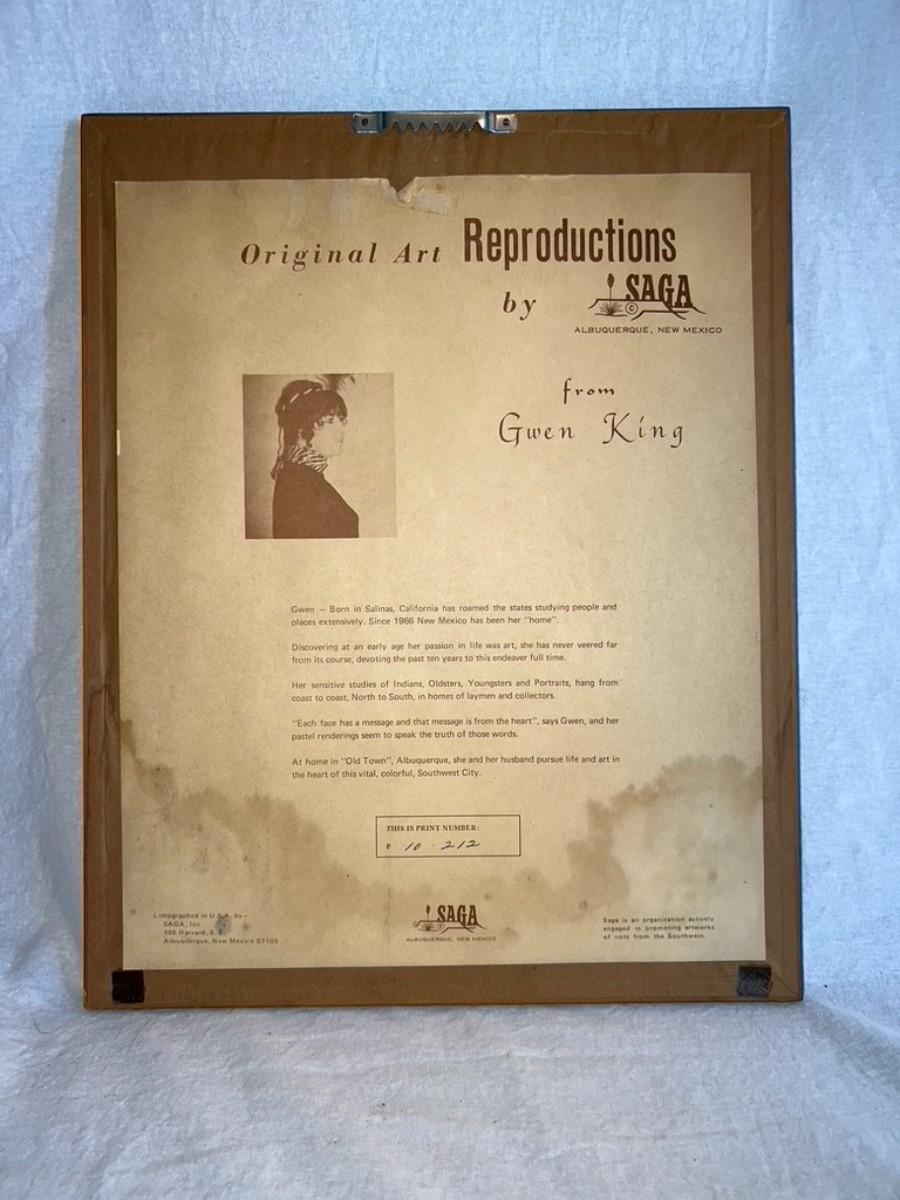 Original Art Reproductions
by SAGA
©
ALBUQUERQUE, NEW MEXICO
from
Gwen King
Gwen — Born in Salinas, California has roamed the states studying people and
places extensively. Since 1966 New Mexico has been her "home".
Discovering at an early age her passion in life was art, she has never veered far
from its course, devoting the past ten years to this endeavor full time.
Her sensitive studies of Indians, Oldsters, Youngsters and Portraits, hang from
coast to coast, North to South, in homes of laymen and collectors.
"Each face has a message and that message is from the heart", says Gwen, and her
pastel renderings seem to speak the truth of those words.
At home in "Old Town", Albuquerque, she and her husband pursue life and art in
the heart of this vital, colorful, Southwest City.
THIS IS PRINT NUMBER:
P 10 - 212
Lithographed in U.S.A. by—
SAGA, Inc.
106 Harvard, S.E.
Albuquerque, New Mexico 87106
SAGA
ALBUQUERQUE, NEW MEXICO
Saga is an organization actively
engaged in promoting artworks
of note from the Southwest.